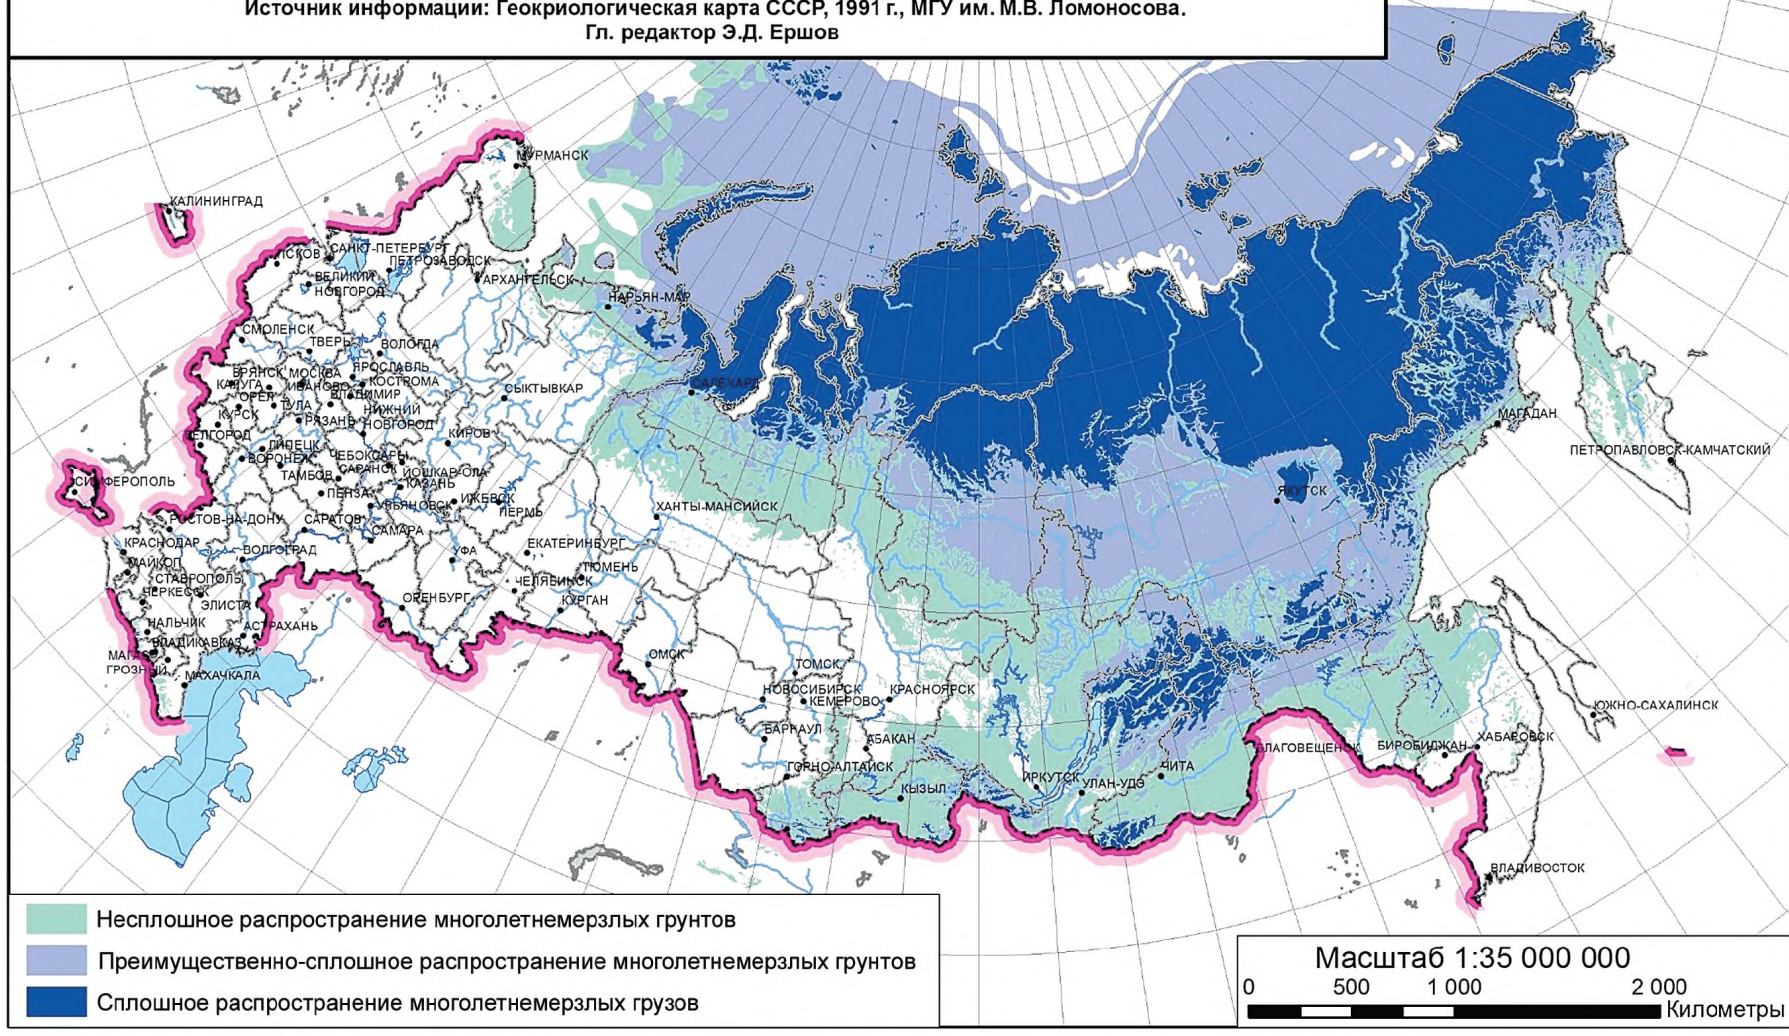 Источник информации: Геокриологическая карта СССР, 1991 г., МГУ им. М.В. Ломоносова.
Гл. редактор Э.Д. Ершов
МУРМАНСК
КАЛИНИНГРАД
САНКТ-ПЕТЕРБУРГ
ПСКОВ
ПЕТРОЗАВОДСК
ВЕЛИКИЙ
НОВГОРОД
АРХАНГЕЛЬСК
НАРЬЯН-МАР
СМОЛЕНСК
ТВЕРЬ
ВОЛОГДА
БРЯНСК
МОСКВА
ЯРОСЛАВЛЬ
КАЛУГА
ИВАНОВО
КОСТРОМА
САЛЕХАРД
СЫКТЫВКАР
ОРЕЛ
ТУЛА
ВЛАДИМИР
КУРСК
РЯЗАНЬ
НИЖНИЙ
НОВГОРОД
МАГАДАН
БЕЛГОРОД
ЛИПЕЦК
КИРОВ
ПЕТРОПАВЛОВСК-КАМЧАТСКИЙ
ВОРОНЕЖ
ЧЕБОКСАРЫ
САРАНСК
ЙОШКАР-ОЛА
СИМФЕРОПОЛЬ
ТАМБОВ
КАЗАНЬ
ПЕНЗА
ИЖЕВСК
ЯКУТСК
УЛЬЯНОВСК
ПЕРМЬ
ХАНТЫ-МАНСИЙСК
РОСТОВ-НА-ДОНУ
САРАТОВ
САМАРА
КРАСНОДАР
ВОЛГОГРАД
УФА
ЕКАТЕРИНБУРГ
МАЙКОП
ТЮМЕНЬ
СТАВРОПОЛЬ
ЧЕЛЯБИНСК
ЧЕРКЕССК
ЭЛИСТА
ОРЕНБУРГ
КУРГАН
НАЛЬЧИК
АСТРАХАНЬ
ВЛАДИКАВКАЗ
МАГАС
ГРОЗНЫЙ
МАХАЧКАЛА
ОМСК
ТОМСК
НОВОСИБИРСК
КРАСНОЯРСК
КЕМЕРОВО
ЮЖНО-САХАЛИНСК
БАРНАУЛ
АБАКАН
БЛАГОВЕЩЕНСК
БИРОБИДЖАН
ХАБАРОВСК
ГОРНО-АЛТАЙСК
ИРКУТСК
ЧИТА
КЫЗЫЛ
УЛАН-УДЭ
ВЛАДИВОСТОК
Несплошное распространение многолетнемерзлых грунтов
Преимущественно-сплошное распространение многолетнемерзлых грунтов
Сплошное распространение многолетнемерзлых грузов
Масштаб 1:35 000 000
0 500 1 000 2 000
Километры